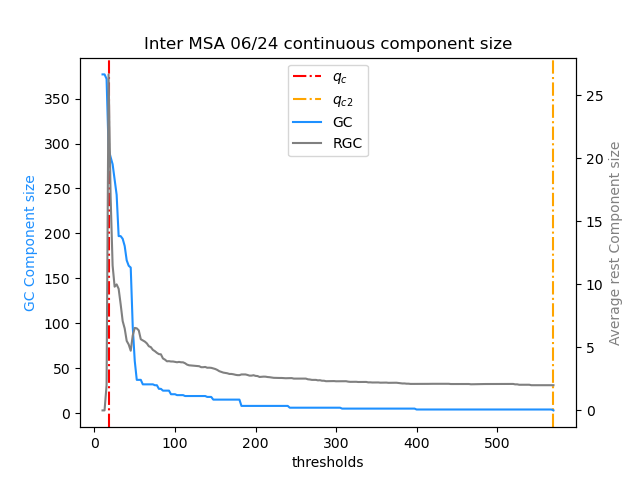 Inter MSA 06/24 continuous component size
q_c
q_c2
GC
RGC
GC Component size
350
300
250
200
150
100
50
0
25
20
15
10
5
0
Average rest Component size
0 100 200 300 400 500
thresholds